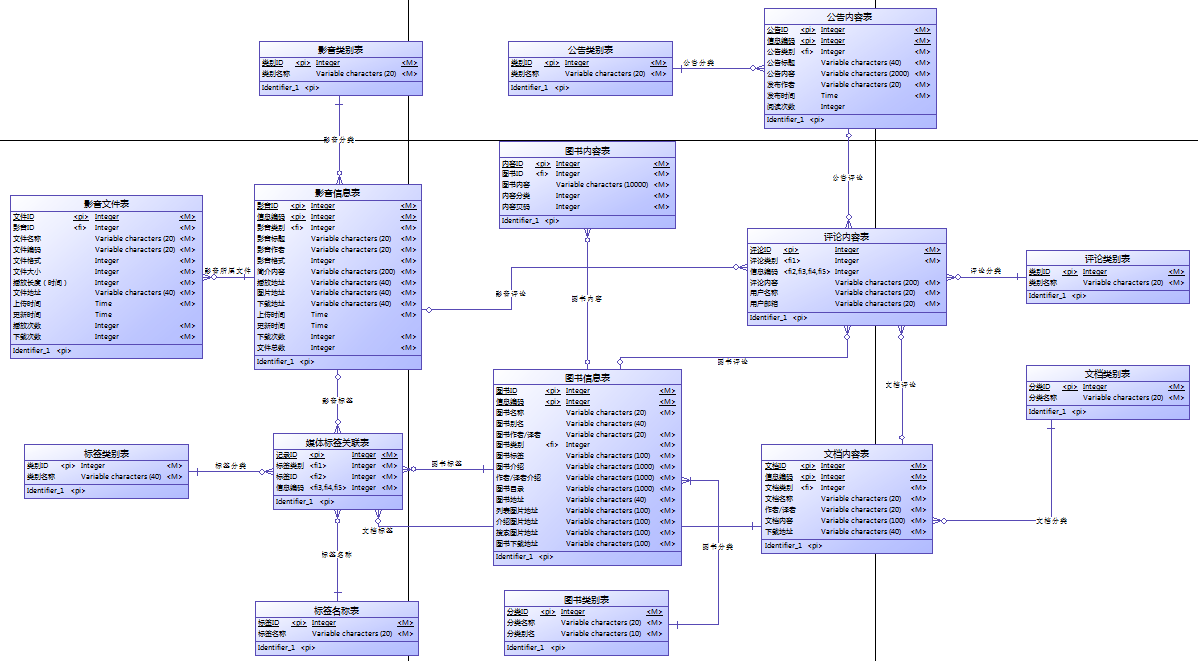 影音类别表
类别ID <pi> Integer <M>
类别名称 Variable characters (20) <M>
Identifier_1 <pi>
公告类别表
类别ID <pi> Integer <M>
类别名称 Variable characters (20) <M>
Identifier_1 <pi>
公告分类
公告内容表
公告ID <pi> Integer <M>
信息编码 <pi> Integer <M>
公告类别 <fi> Integer <M>
公告标题 Variable characters (40) <M>
公告内容 Variable characters (2000) <M>
发布作者 Variable characters (20) <M>
发布时间 Time <M>
阅读次数 Integer
Identifier_1 <pi>
影音分类
公告评论
图书内容表
内容ID <pi> Integer <M>
图书ID <fi> Integer <M>
图书内容 Variable characters (10000) <M>
内容分类 Integer <M>
内容页码 Integer <M>
Identifier_1 <pi>
影音文件表
文件ID <pi> Integer <M>
影音ID <fi> Integer <M>
文件名称 Variable characters (20) <M>
文件编码 Variable characters (20) <M>
文件格式 Integer <M>
文件大小 Integer <M>
播放长度（时间） Integer <M>
文件地址 Variable characters (40) <M>
上传时间 Time <M>
更新时间 Time
播放次数 Integer <M>
下载次数 Integer <M>
Identifier_1 <pi>
影音所属文件
影音信息表
影音ID <pi> Integer <M>
信息编码 <pi> Integer <M>
影音类别 <fi> Integer <M>
影音标题 Variable characters (20) <M>
影音作者 Variable characters (20) <M>
影音格式 Integer <M>
简介内容 Variable characters (200) <M>
播放地址 Variable characters (40) <M>
图片地址 Variable characters (40) <M>
下载地址 Variable characters (40) <M>
上传时间 Time <M>
更新时间 Time
下载次数 Integer <M>
文件总数 Integer <M>
Identifier_1 <pi>
影音评论
图书内容
评论内容表
评论ID <pi> Integer <M>
评论类别 <fi1> Integer <M>
信息编码 <fi2,fi3,fi4,fi5> Integer
评论内容 Variable characters (200) <M>
用户名称 Variable characters (20) <M>
用户邮箱 Variable characters (20) <M>
Identifier_1 <pi>
评论分类
评论类别表
类别ID <pi> Integer <M>
类别名称 Variable characters (20) <M>
Identifier_1 <pi>
图书评论
文档评论
影音标签
图书信息表
图书ID <pi> Integer <M>
信息编码 <pi> Integer <M>
图书名称 Variable characters (20) <M>
图书别名 Variable characters (40)
图书作者/译者 Variable characters (20) <M>
图书类别 <fi> Integer <M>
图书标签 Variable characters (100) <M>
图书介绍 Variable characters (1000) <M>
作者/译者介绍 Variable characters (1000) <M>
图书目录 Variable characters (1000) <M>
图书地址 Variable characters (40) <M>
列表图片地址 Variable characters (100) <M>
介绍图片地址 Variable characters (100) <M>
搜索图片地址 Variable characters (100) <M>
图书下载地址 Variable characters (100) <M>
Identifier_1 <pi>
文档类别表
分类ID <pi> Integer <M>
分类名称 Variable characters (20) <M>
Identifier_1 <pi>
标签类别表
类别ID <pi> Integer <M>
类别名称 Variable characters (40) <M>
Identifier_1 <pi>
标签分类
媒体标签关联表
记录ID <pi> Integer <M>
标签类别 <fi1> Integer <M>
标签ID <fi2> Integer <M>
信息编码 <fi3,fi4,fi5> Integer <M>
Identifier_1 <pi>
图书标签
文档标签
标签名称
图书分类
文档内容表
文档ID <pi> Integer <M>
信息编码 <pi> Integer <M>
文档类别 <fi> Integer <M>
文档名称 Variable characters (20) <M>
作者/译者 Variable characters (20) <M>
文档内容 Variable characters (100) <M>
下载地址 Variable characters (40) <M>
Identifier_1 <pi>
文档分类
标签名称表
标签ID <pi> Integer <M>
标签名称 Variable characters (20) <M>
Identifier_1 <pi>
图书类别表
分类ID <pi> Integer <M>
分类名称 Variable characters (20) <M>
分类别名 Variable characters (10) <M>
Identifier_1 <pi>